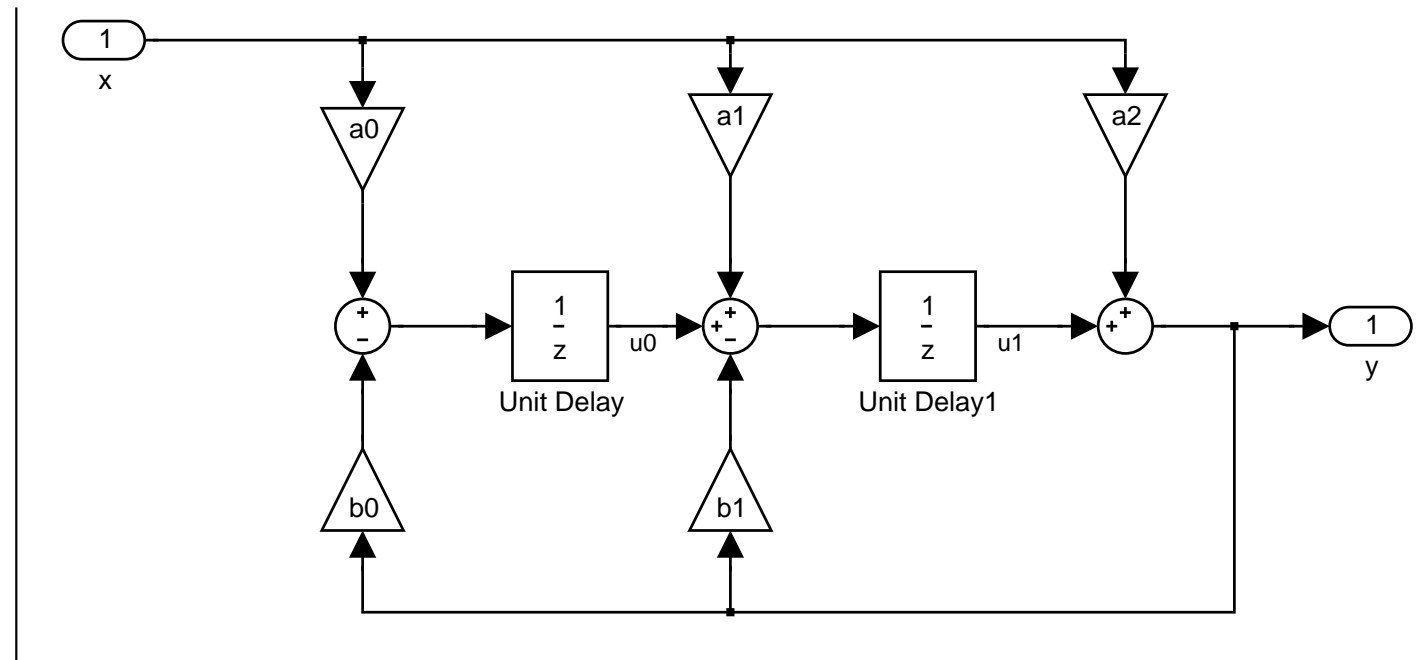 1
x
a0
a1
a2
+
−
1
z
Unit Delay
u0
+
+
−
1
z
Unit Delay1
u1
+
+
1
y
b0
b1